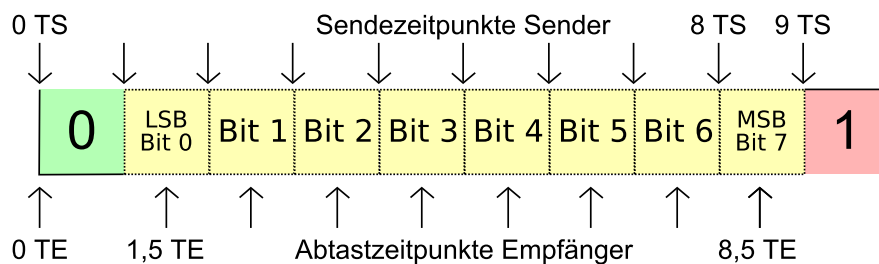 0 TS Sendezeitpunkte Sender 8 TS 9 TS
0 LSB Bit 0 Bit 1 Bit 2 Bit 3 Bit 4 Bit 5 Bit 6 MSB Bit 7 1
0 TE 1,5 TE Abtastzeitpunkte Empfänger 8,5 TE